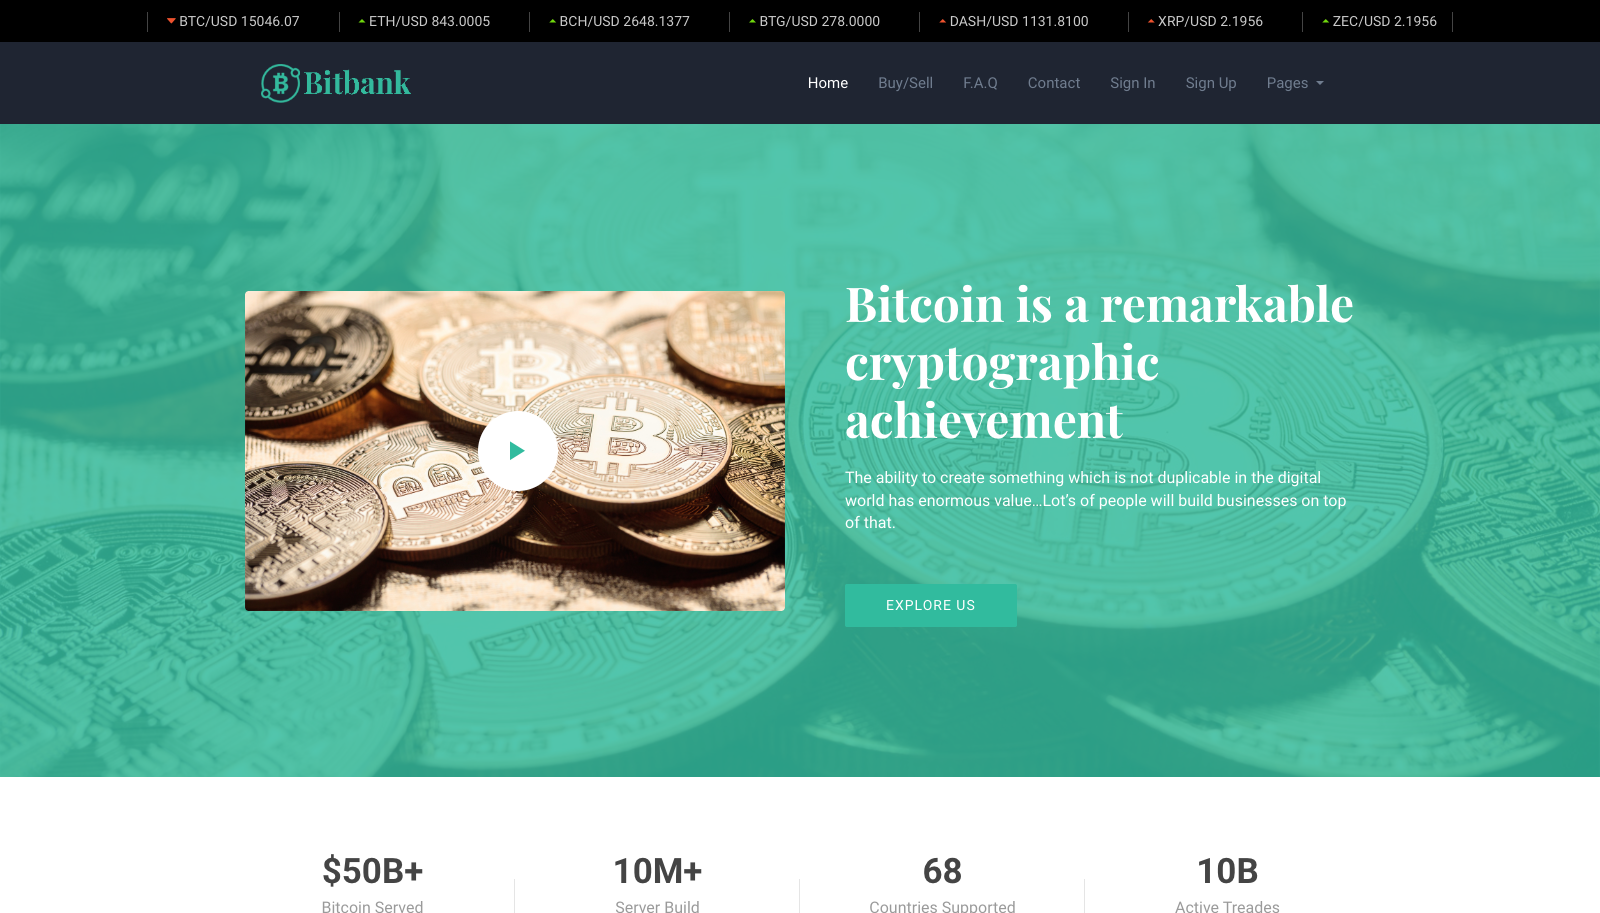 BTC/USD 15046.07 ETH/USD 843.0005 BCH/USD 2648.1377 BTG/USD 278.0000 DASH/USD 1131.8100 XRP/USD 2.1956 ZEC/USD 2.1956
Bitbank Home Buy/Sell F.A.Q Contact Sign In Sign Up Pages
Bitcoin is a remarkable
cryptographic
achievement
The ability to create something which is not duplicable in the digital
world has enormous value...Lot's of people will build businesses on top
of that.
EXPLORE US
$50B+ 10M+ 68 10B
Bitcoin Served Server Build Countries Supported Active Treades